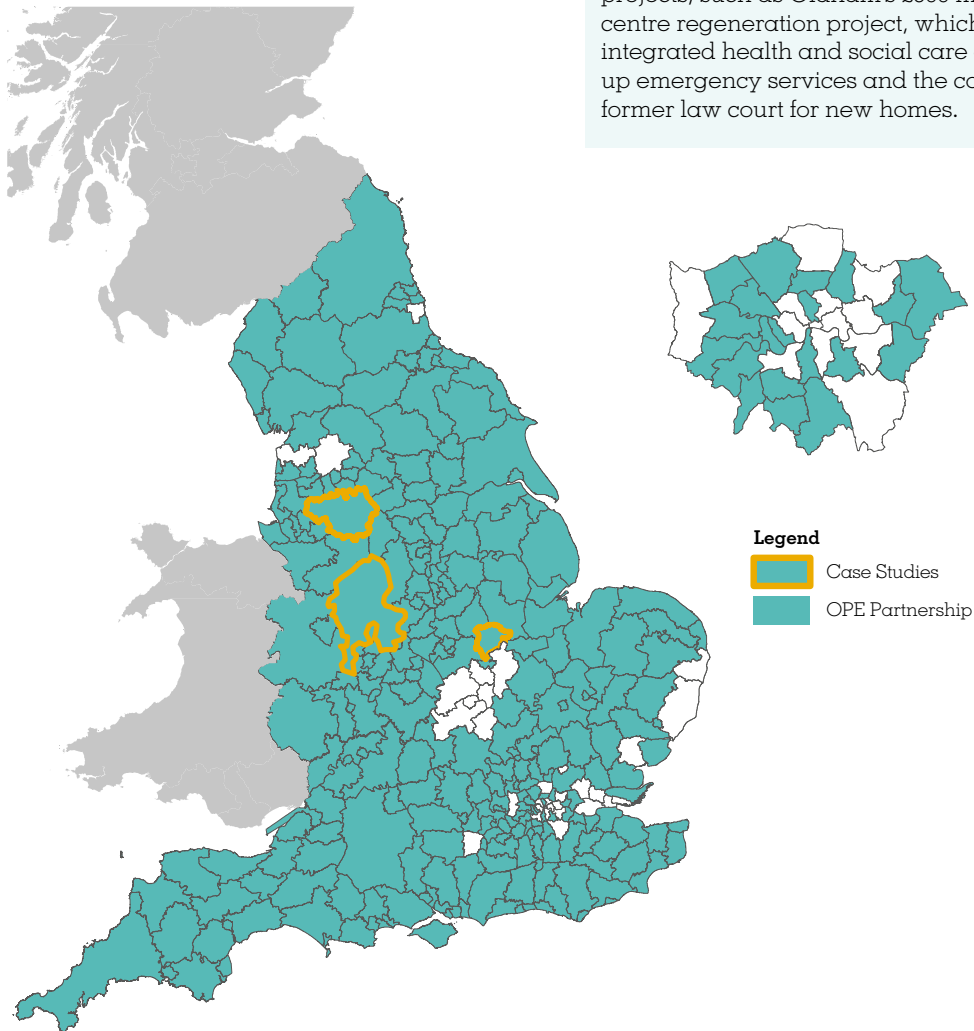 centre regeneration project, which
integrated health and social care
up emergency services and the
former law court for new homes.
Legend
Case Studies
OPE Partnership